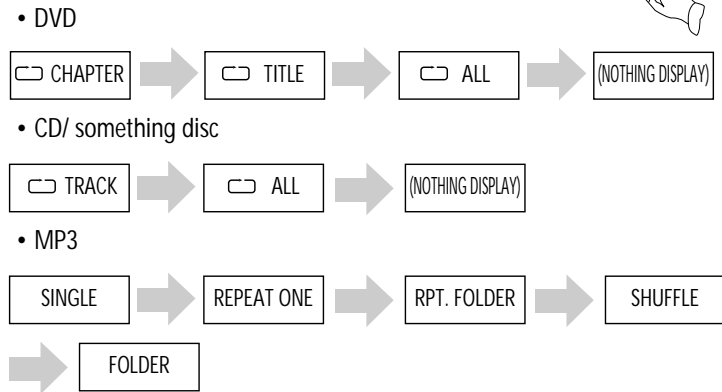 • DVD
CHAPTER TITLE ALL (NOTHING DISPLAY)
• CD/ something disc
TRACK ALL (NOTHING DISPLAY)
• MP3
SINGLE REPEAT ONE RPT. FOLDER SHUFFLE
FOLDER